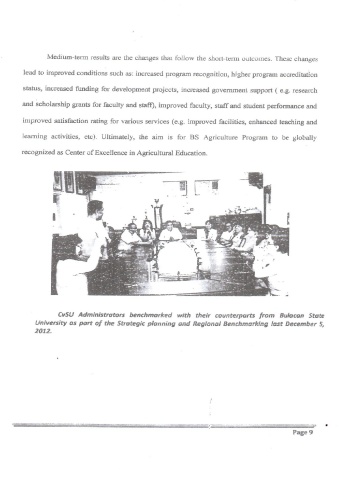 Medium-term results are the changes that follow the short-term outcomes. These changes
lead to improved conditions such as: increased program recognition, higher program accreditation
status, increased funding for development projects, increased government support ( e.g. research
and scholarship grants for faculty and staff), improved faculty, staff and student performance and
improved satisfaction rating for various services (e.g. improved facilities, enhanced teaching and
learning activities, etc). Ultimately, the aim is for BS Agriculture Program to be globally
recognized as Center of Excellence in Agricultural Education.
CvSU Administrators benchmarked with their counterparts from Bulacan State
University as part of the Strategic planning and Regional Benchmarking last December 5,
2012.
Page 9